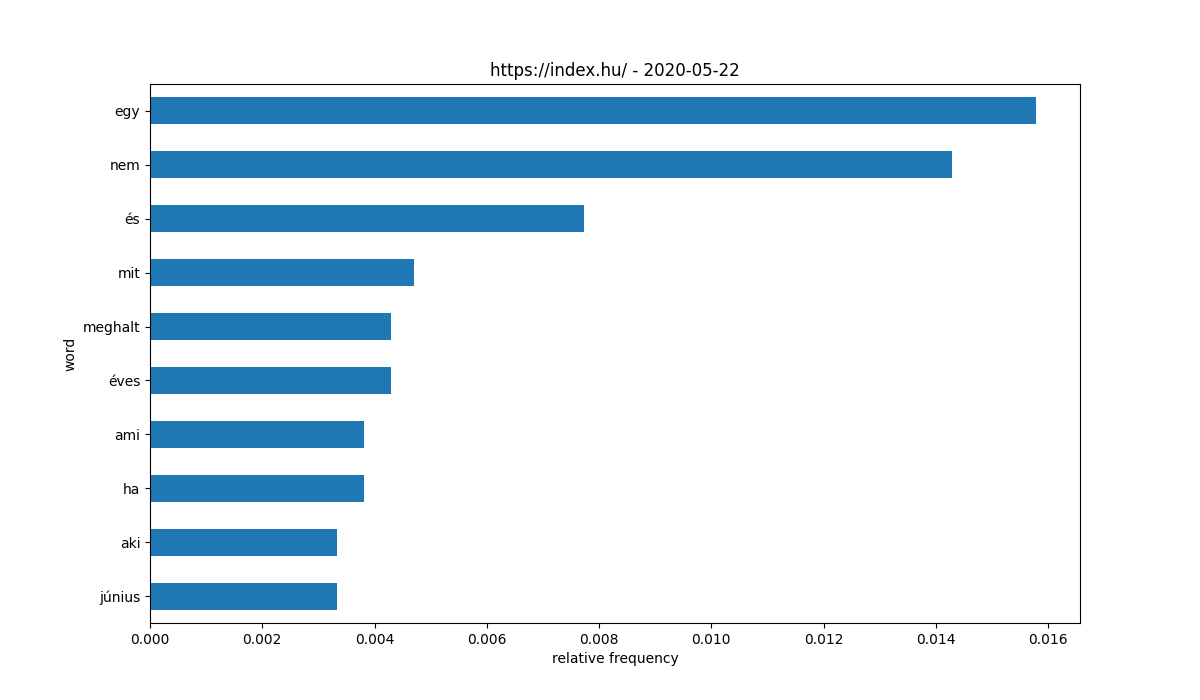 https://index.hu/ - 2020-05-22
egy
nem
és
mit
meghalt
éves
ami
ha
aki
június
word
0.000 0.002 0.004 0.006 0.008 0.010 0.012 0.014 0.016
relative frequency